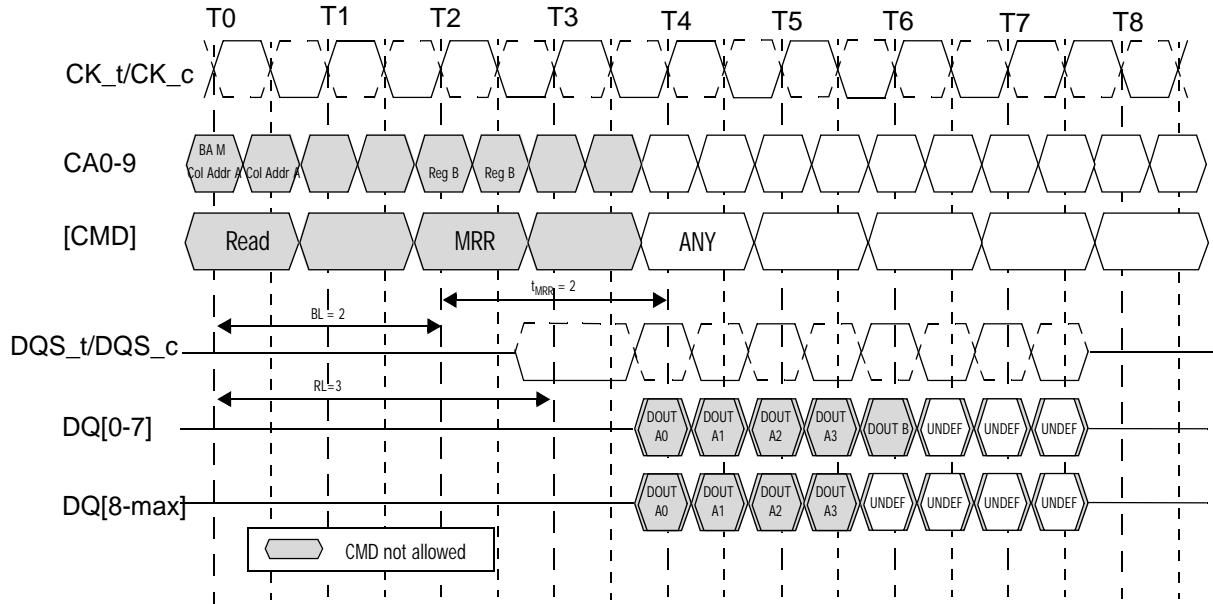 T0 T1 T2 T3 T4 T5 T6 T7 T8
CK_t/CK_c
CA0-9
BA M
Col Addr A Col Addr A Reg B Reg B
[CMD] Read MRR ANY
tMRR = 2
BL = 2
DQS_t/DQS_c
RL=3
DQ[0-7]
DOUT A0 DOUT A1 DOUT A2 DOUT A3 DOUT B UNDEF UNDEF UNDEF
DQ[8-max]
DOUT A0 DOUT A1 DOUT A2 DOUT A3 UNDEF UNDEF UNDEF UNDEF
CMD not allowed